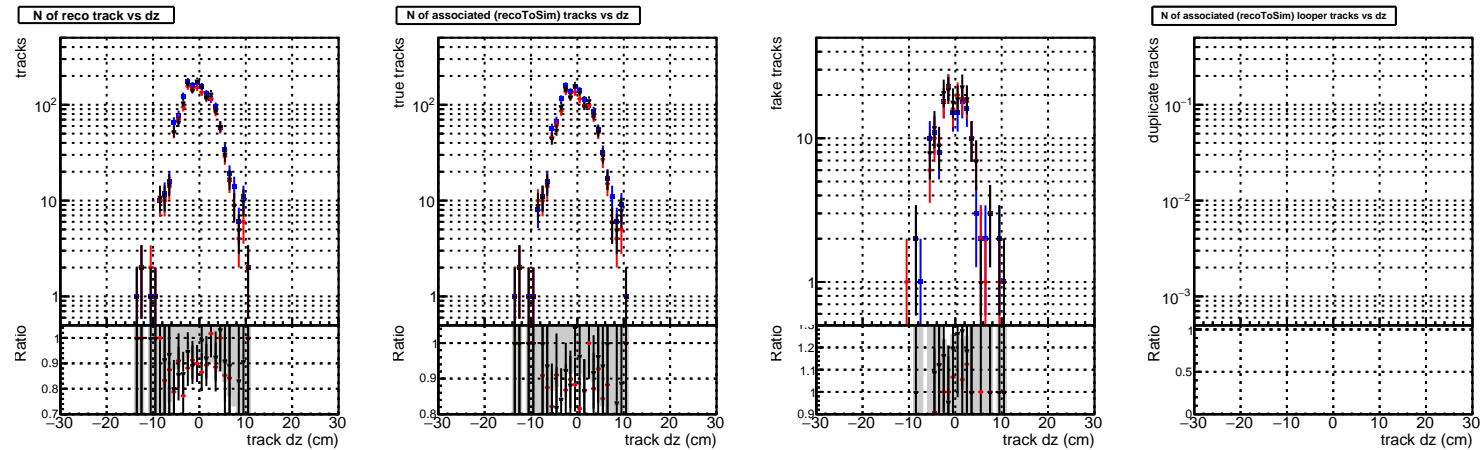 N of reco track vs dz
tracks
10²
10
1
Ratio
1
0.9
0.8
0.7
−30 −20 −10 0 10 20 30
track dz (cm)
N of associated (recoToSim) tracks vs dz
true tracks
10²
10
1
Ratio
1
0.9
0.8
−30 −20 −10 0 10 20 30
track dz (cm)
fake tracks
10
1
Ratio
1.3
1.2
1.1
1
0.9
−30 −20 −10 0 10 20 30
track dz (cm)
N of associated (recoToSim) looper tracks vs dz
duplicate tracks
10⁻¹
10⁻²
10⁻³
Ratio
1
0.5
0
−30 −20 −10 0 10 20 30
track dz (cm)